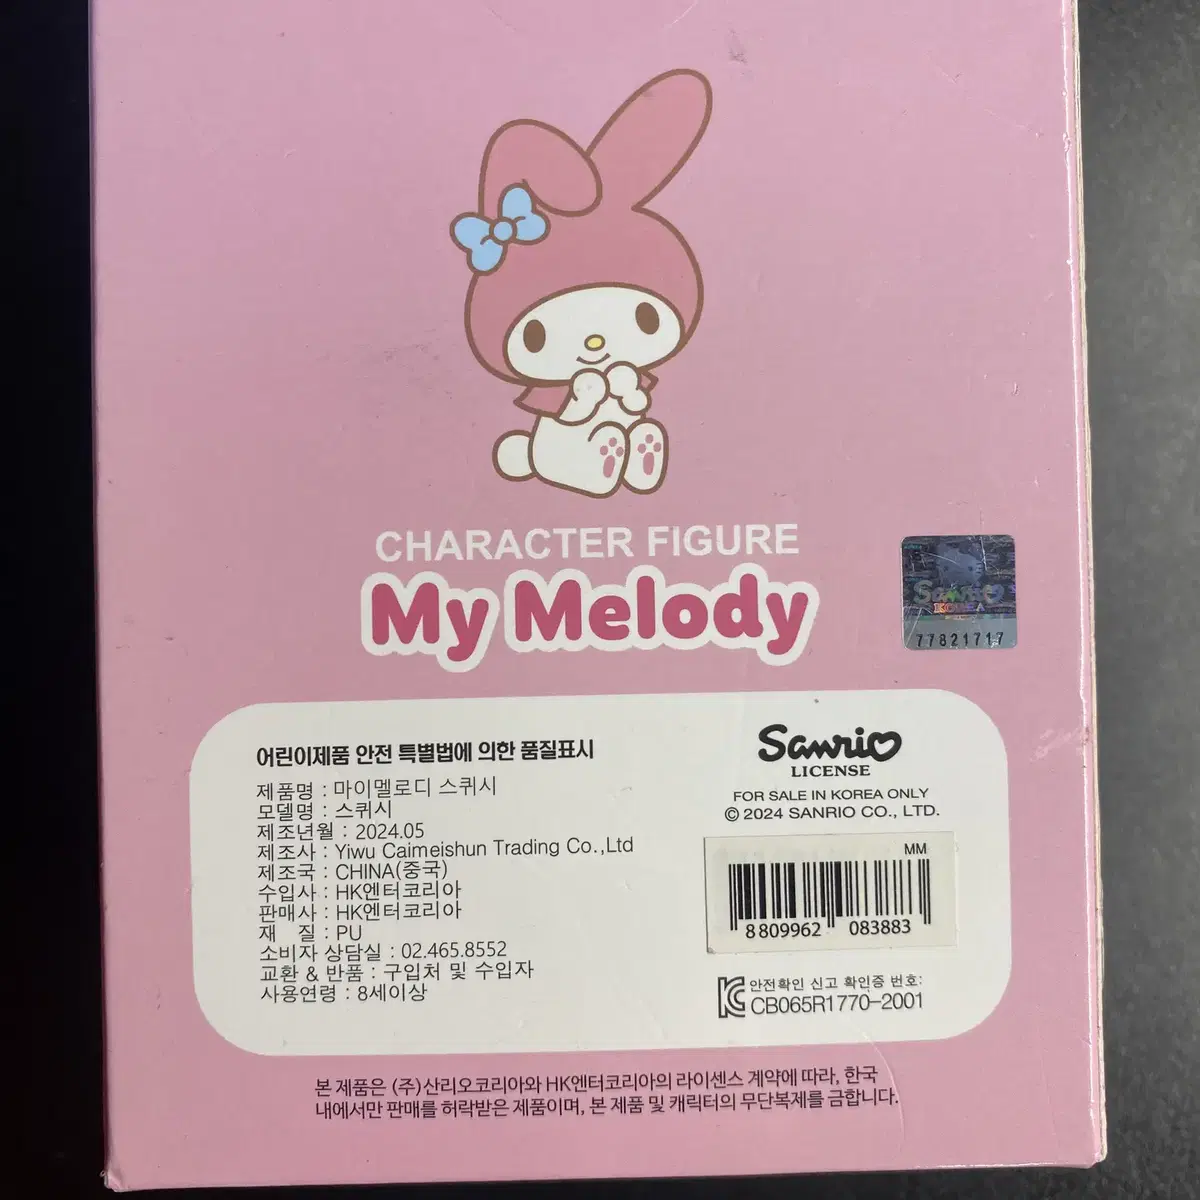 CHARACTER FIGURE
My Melody
Sanrio
KOREA
77821717
어린이제품 안전 특별법에 의한 품질표시
제품명 : 마이멜로디 스퀴시
모델명 : 스퀴시
제조년월 : 2024.05
제조사 : Yiwu Caimeishun Trading Co.,Ltd
제조국 : CHINA(중국)
수입사 : HK엔터코리아
판매사 : HK엔터코리아
재 질 : PU
소비자 상담실 : 02.465.8552
교환 & 반품 : 구입처 및 수입자
사용연령 : 8세이상
Sanrio
LICENSE
FOR SALE IN KOREA ONLY
© 2024 SANRIO CO., LTD.
MM
8 809962 083883
안전확인 신고 확인증 번호:
CB065R1770-2001
본 제품은 (주)산리오코리아와 HK엔터코리아의 라이센스 계약에 따라, 한국
내에서만 판매를 허락받은 제품이며, 본 제품 및 캐릭터의 무단복제를 금합니다.